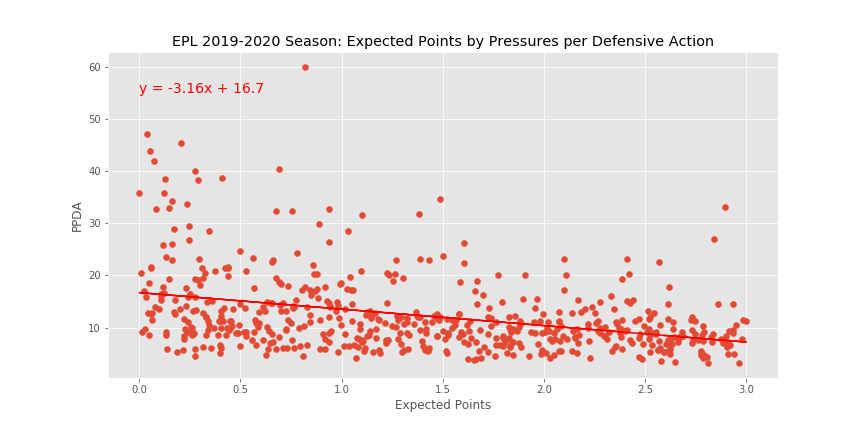 EPL 2019-2020 Season: Expected Points by Pressures per Defensive Action
y = -3.16x + 16.7
60
50
40
30
20
10
PPDA
0.0 0.5 1.0 1.5 2.0 2.5 3.0
Expected Points